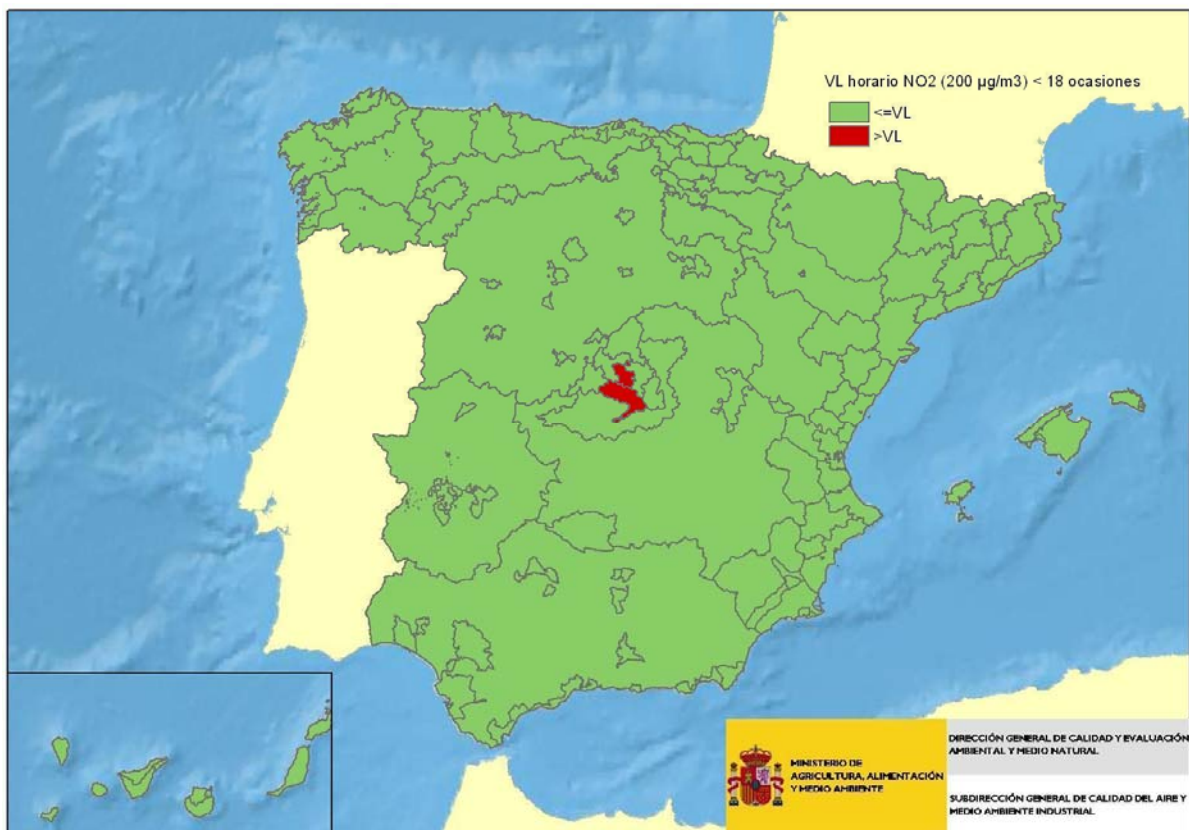 VL horario NO2 (200 µg/m3) < 18 ocasiones
<=VL
>VL
MINISTERIO DE
AGRICULTURA, ALIMENTACIÓN
Y MEDIO AMBIENTE
DIRECCIÓN GENERAL DE CALIDAD Y EVALUACIÓN
AMBIENTAL Y MEDIO NATURAL
SUBDIRECCIÓN GENERAL DE CALIDAD DEL AIRE Y
MEDIO AMBIENTE INDUSTRIAL